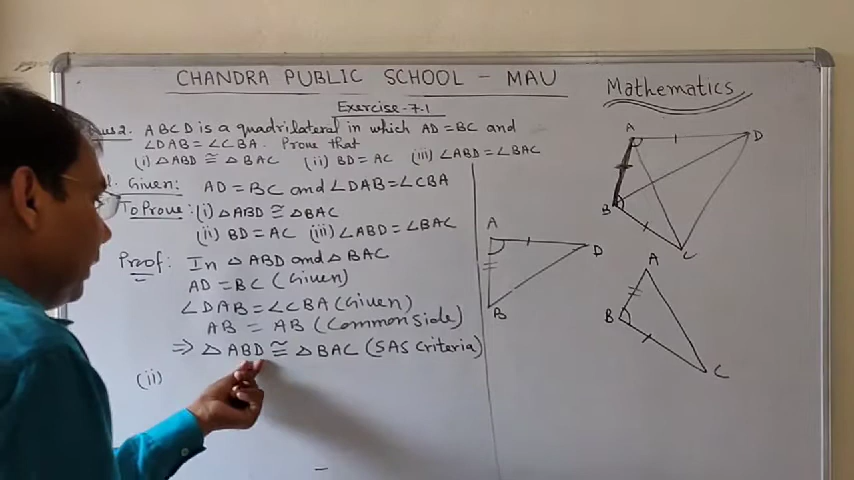 CHANDRA PUBLIC SCHOOL - MAU
Mathematics
Exercise-7.1
2. ABCD is a quadrilateral in which AD = BC and
∠DAB = ∠CBA. Prove that
(i) △ABD ≅ △BAC (ii) BD = AC (iii) ∠ABD = ∠BAC
Given: AD = BC and ∠DAB = ∠CBA
To Prove: (i) △ABD ≅ △BAC
(ii) BD = AC (iii) ∠ABD = ∠BAC
Proof: In △ABD and △BAC
AD = BC (Given)
∠DAB = ∠CBA (Given)
AB = AB (Common side)
⇒ △ABD ≅ △BAC (SAS Criteria)
(ii)
A
D
B
A
D
B
C
A
B
C